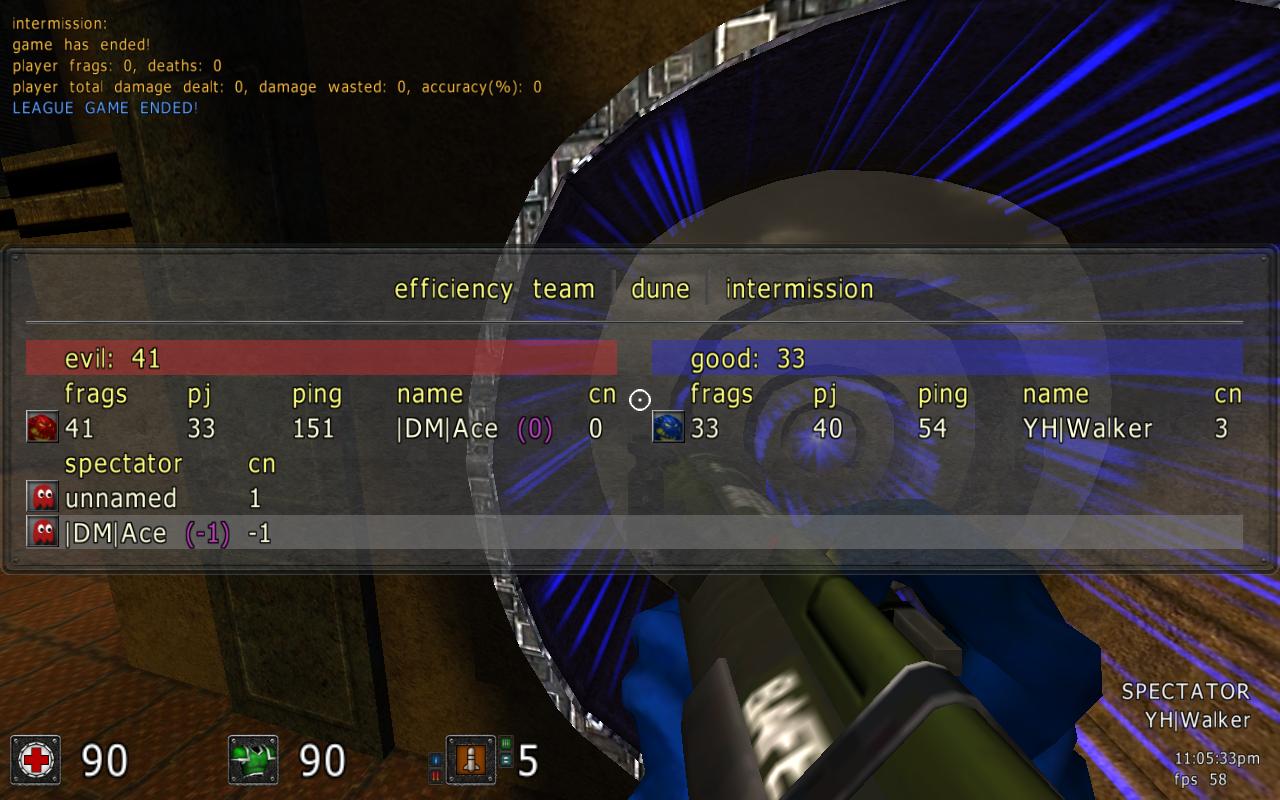 intermission:
game has ended!
player frags: 0, deaths: 0
player total damage dealt: 0, damage wasted: 0, accuracy(%): 0
LEAGUE GAME ENDED!
efficiency team dune intermission
evil: 41
frags pj ping name cn
41 33 151 |DM|Ace (0) 0
spectator cn
unnamed 1
|DM|Ace (-1) -1
good: 33
frags pj ping name cn
33 40 54 YH|Walker 3
SPECTATOR
YH|Walker
11:05:33pm
fps 58
90 90 5